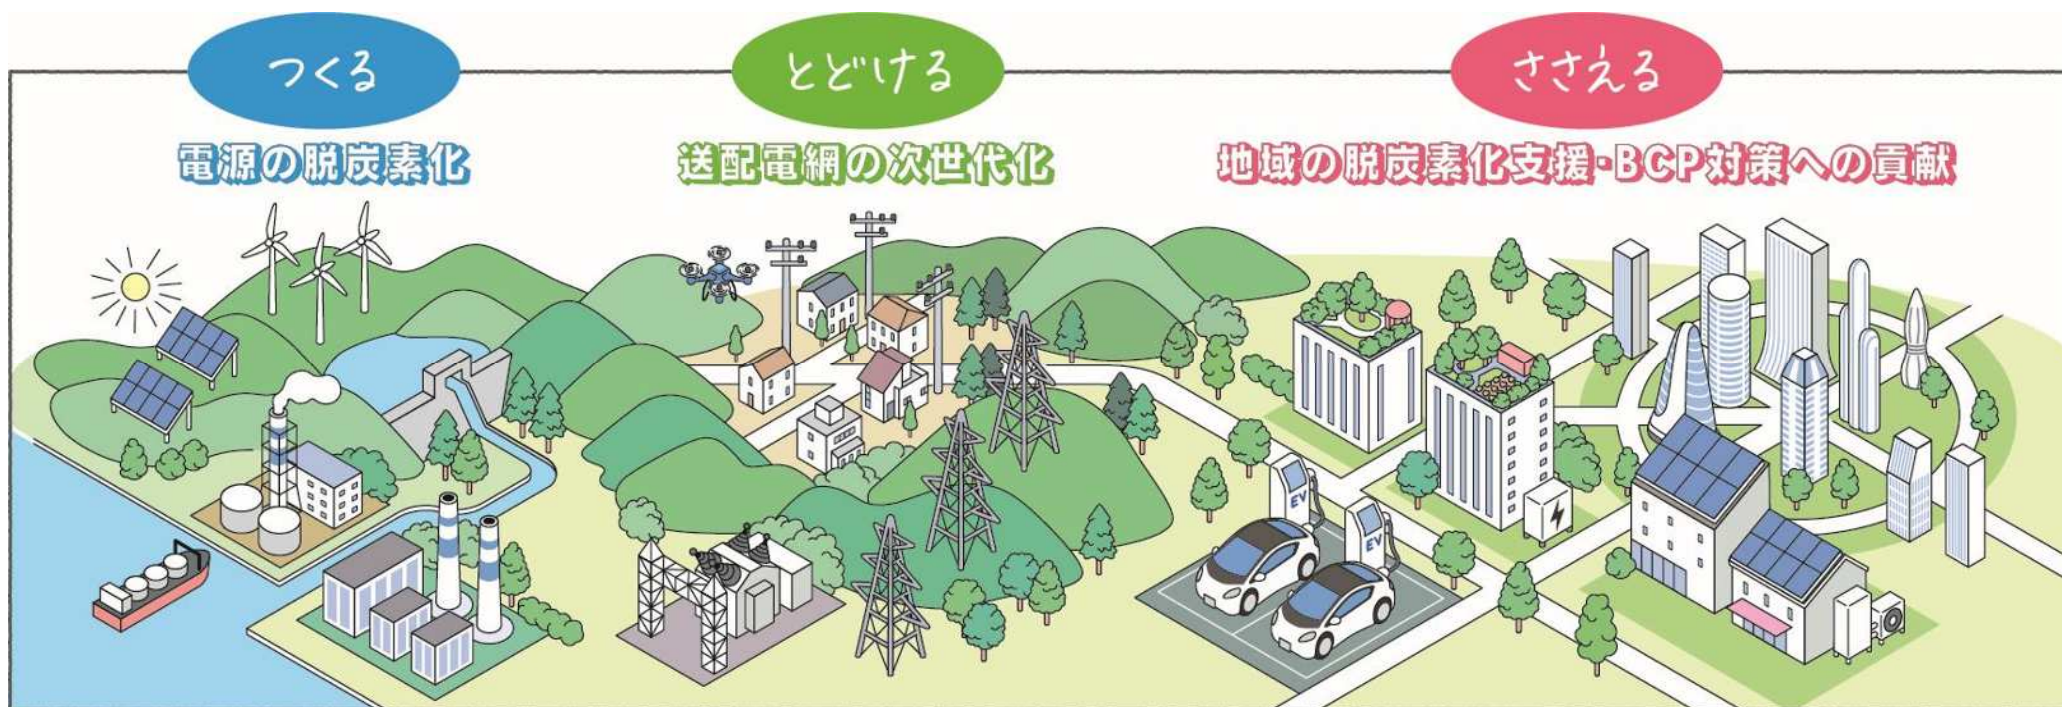 つくる
電源の脱炭素化
とどける
送配電網の次世代化
ささえる
地域の脱炭素化支援・BCP対策への貢献
EV
EV